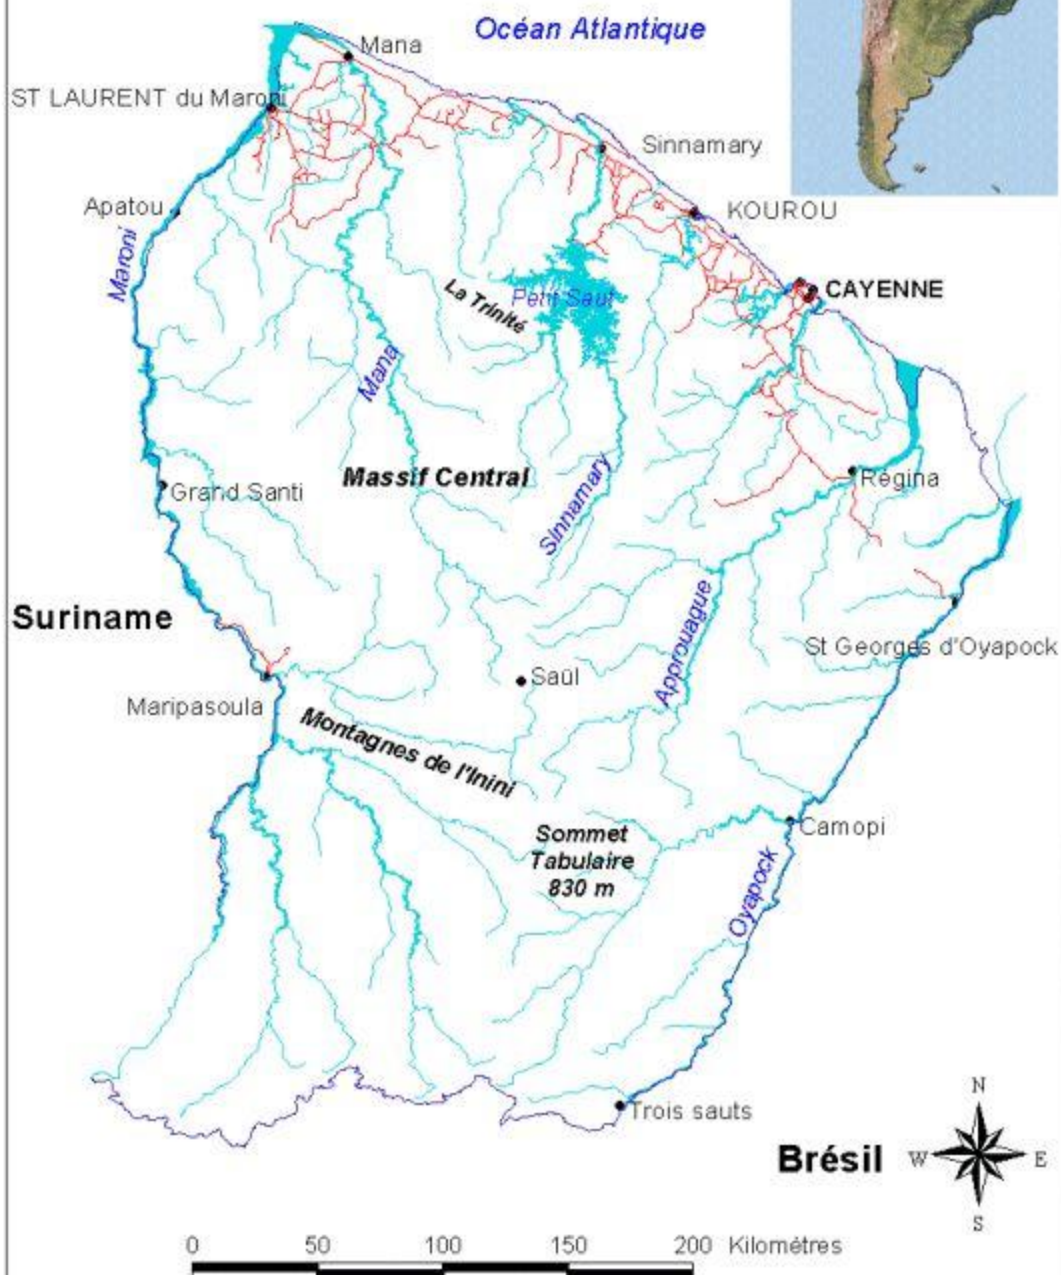 Océan Atlantique
Mana
ST LAURENT du Maroni
Sinnamary
Apatou
KOUROU
Maroni
CAYENNE
La Trinité
Petit Saut
Mana
Massif Central
Sinnamary
Régina
Grand Santi
Suriname
Approuague
St Georges d'Oyapock
Saül
Maripasoula
Montagnes de l'Inini
Sommet
Tabulaire
830 m
Camopi
Oyapock
Trois sauts
Brésil
N
W
E
S
0 50 100 150 200 Kilométres